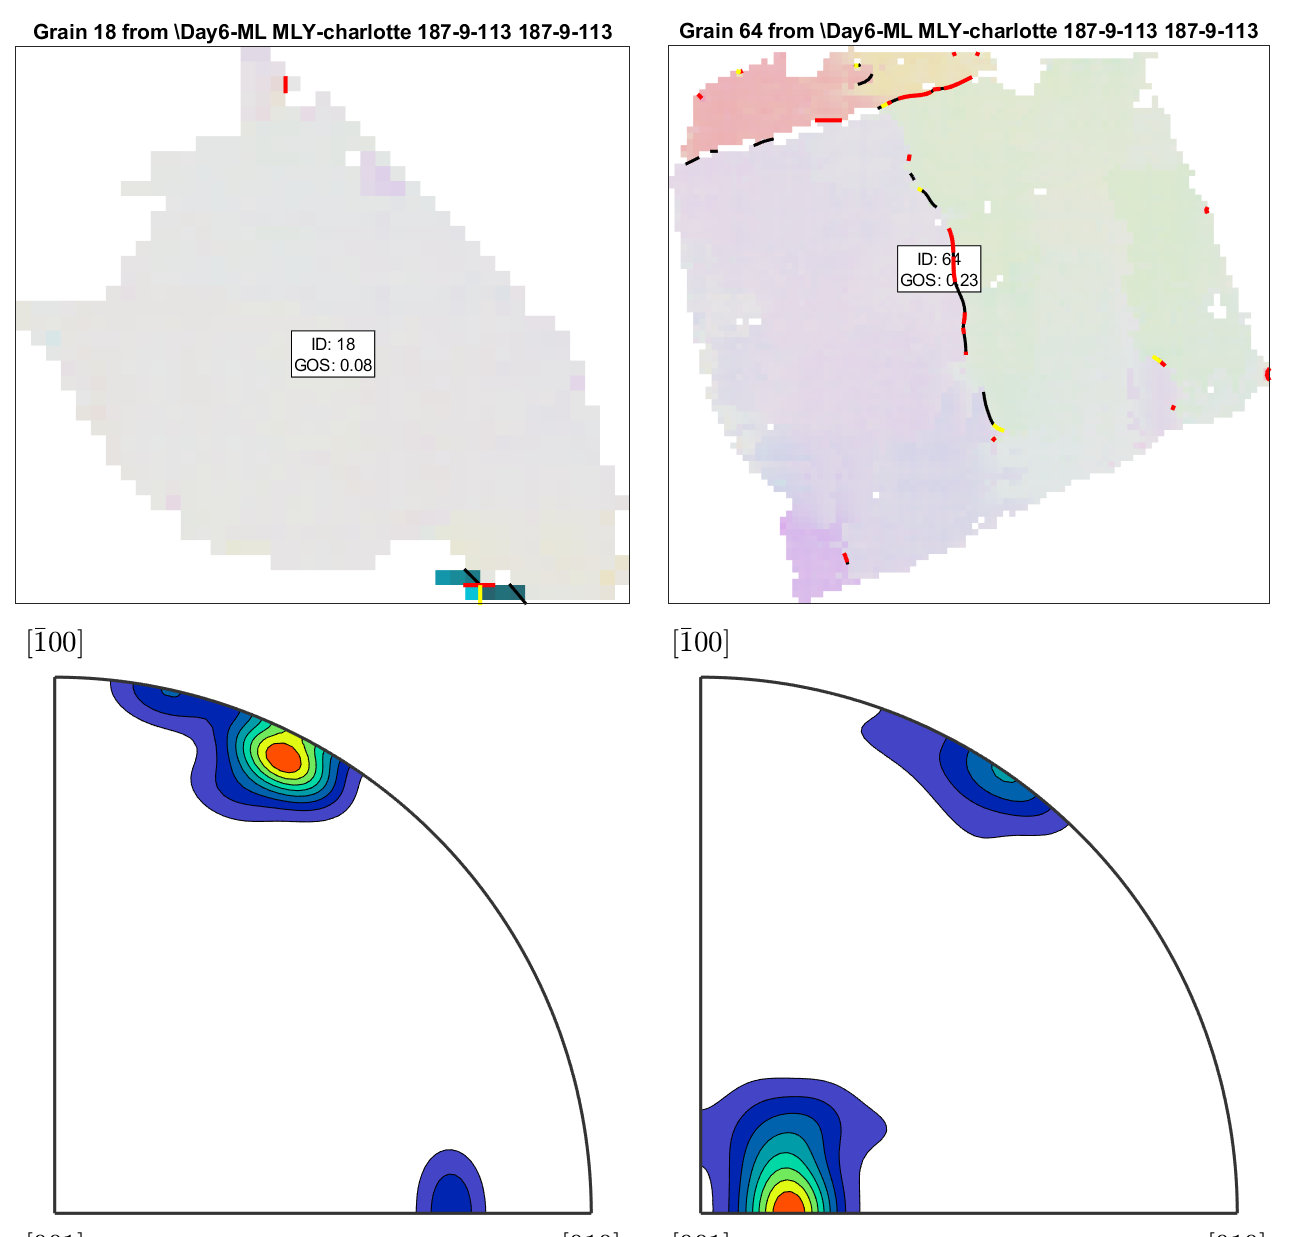 Grain 18 from \Day6-ML MLY-charlotte 187-9-113 187-9-113
Grain 64 from \Day6-ML MLY-charlotte 187-9-113 187-9-113
ID: 18
GOS: 0.08
ID: 64
GOS: 0.23
[1̄00]
[1̄00]